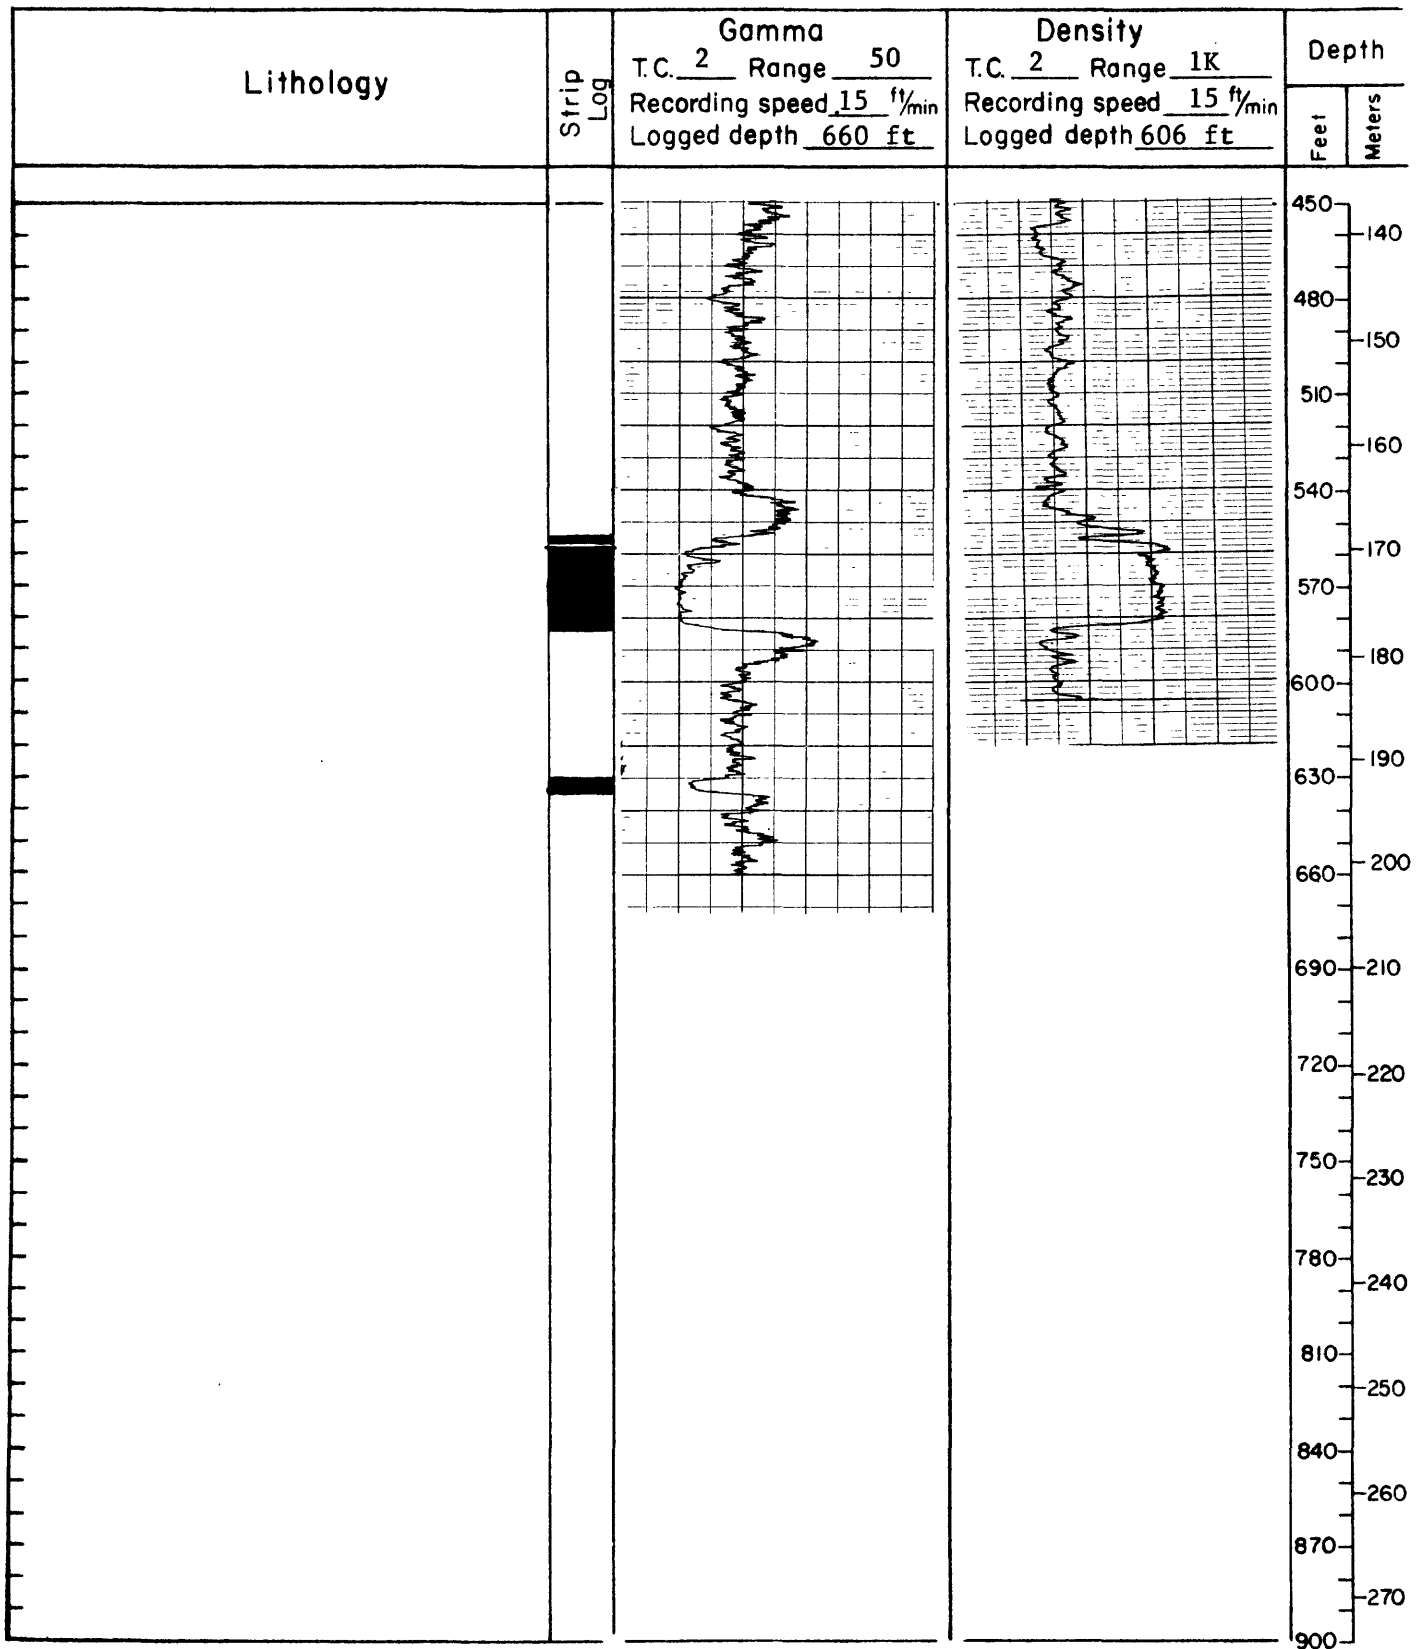 Lithology
Strip Log
Gamma
T.C. 2 Range 50
Recording speed 15 ft/min
Logged depth 660 ft
Density
T.C. 2 Range 1K
Recording speed 15 ft/min
Logged depth 606 ft
Depth
Feet
Meters
450
140
480
150
510
160
540
170
570
180
600
190
630
200
660
690
210
720
220
750
230
780
240
810
250
840
260
870
270
900